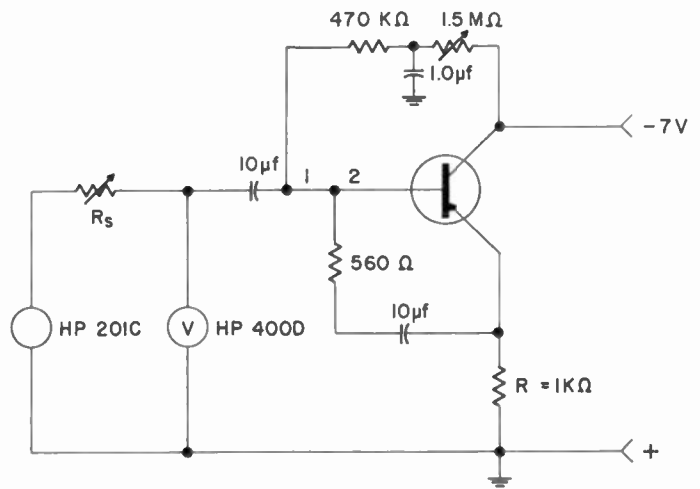 470 KΩ
1.5 MΩ
1.0µf
-7V
10µf
1
2
Rs
560 Ω
HP 201C
V
HP 400D
10µf
R = 1KΩ
+